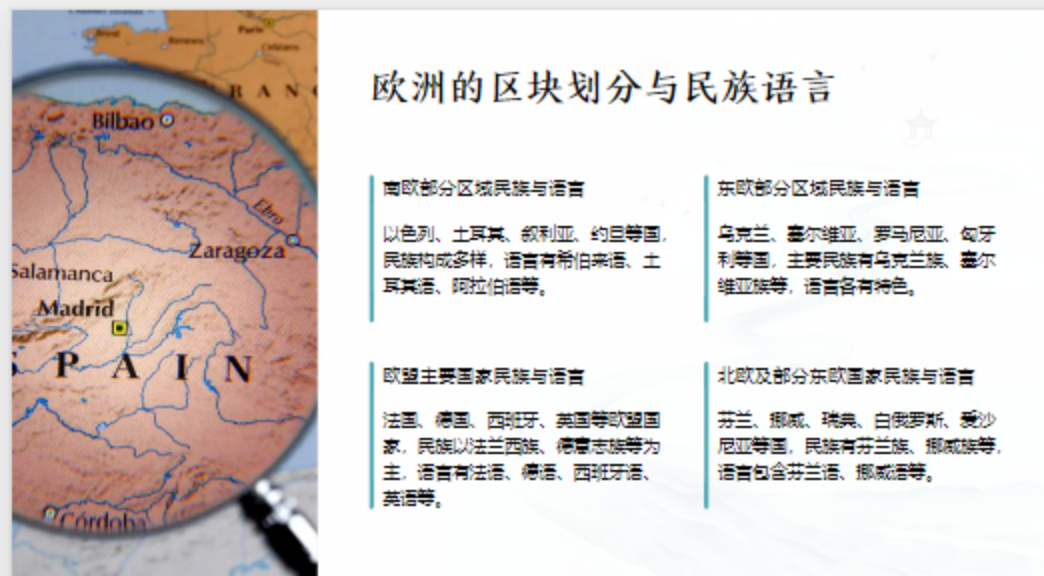 Paris
Brest
Rennes
Orléans
RANC
Bilbao
Ebro
Zaragoza
Salamanca
Madrid
SPAIN
Córdoba
欧洲的区块划分与民族语言
南欧部分区域民族与语言
以色列、土耳其、叙利亚、约旦等国，
民族构成多样，语言有希伯来语、土
耳其语、阿拉伯语等。
东欧部分区域民族与语言
乌克兰、塞尔维亚、罗马尼亚、匈牙
利等国，主要民族有乌克兰族、塞尔
维亚族等，语言各有特色。
欧盟主要国家民族与语言
法国、德国、西班牙、英国等欧盟国
家，民族以法兰西族、德意志族等为
主，语言有法语、德语、西班牙语、
英语等。
北欧及部分东欧国家民族与语言
芬兰、挪威、瑞典、白俄罗斯、爱沙
尼亚等国，民族有芬兰族、挪威族等，
语言包含芬兰语、挪威语等。